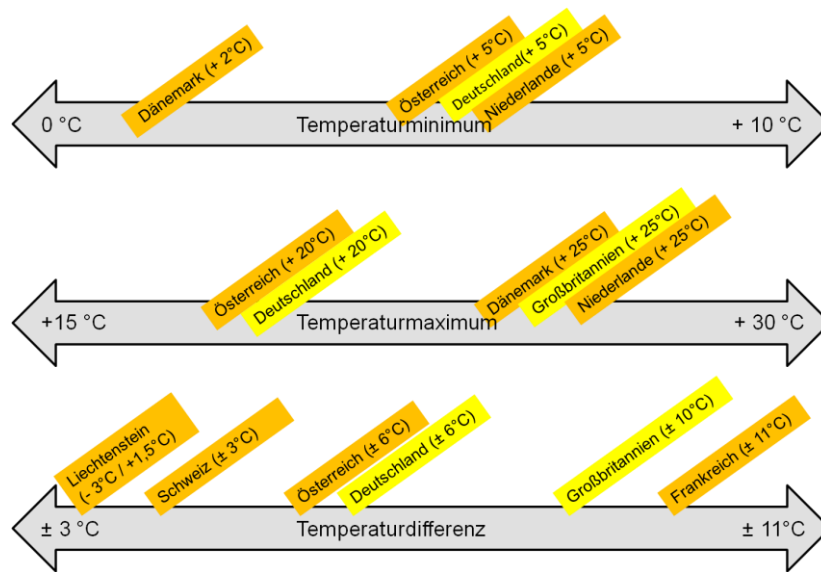 Dänemark (+ 2°C)
Österreich (+ 5°C)
Deutschland(+ 5°C)
Niederlande (+ 5°C)
0 °C
Temperaturminimum
+ 10 °C
Österreich (+ 20°C)
Deutschland (+ 20°C)
Dänemark (+ 25°C)
Großbritannien (+ 25°C)
Niederlande (+ 25°C)
+15 °C
Temperaturmaximum
+ 30 °C
Liechtenstein
(- 3°C / +1,5°C)
Schweiz (± 3°C)
Österreich (± 6°C)
Deutschland (± 6°C)
Großbritannien (± 10°C)
Frankreich (± 11°C)
± 3 °C
Temperaturdifferenz
± 11°C